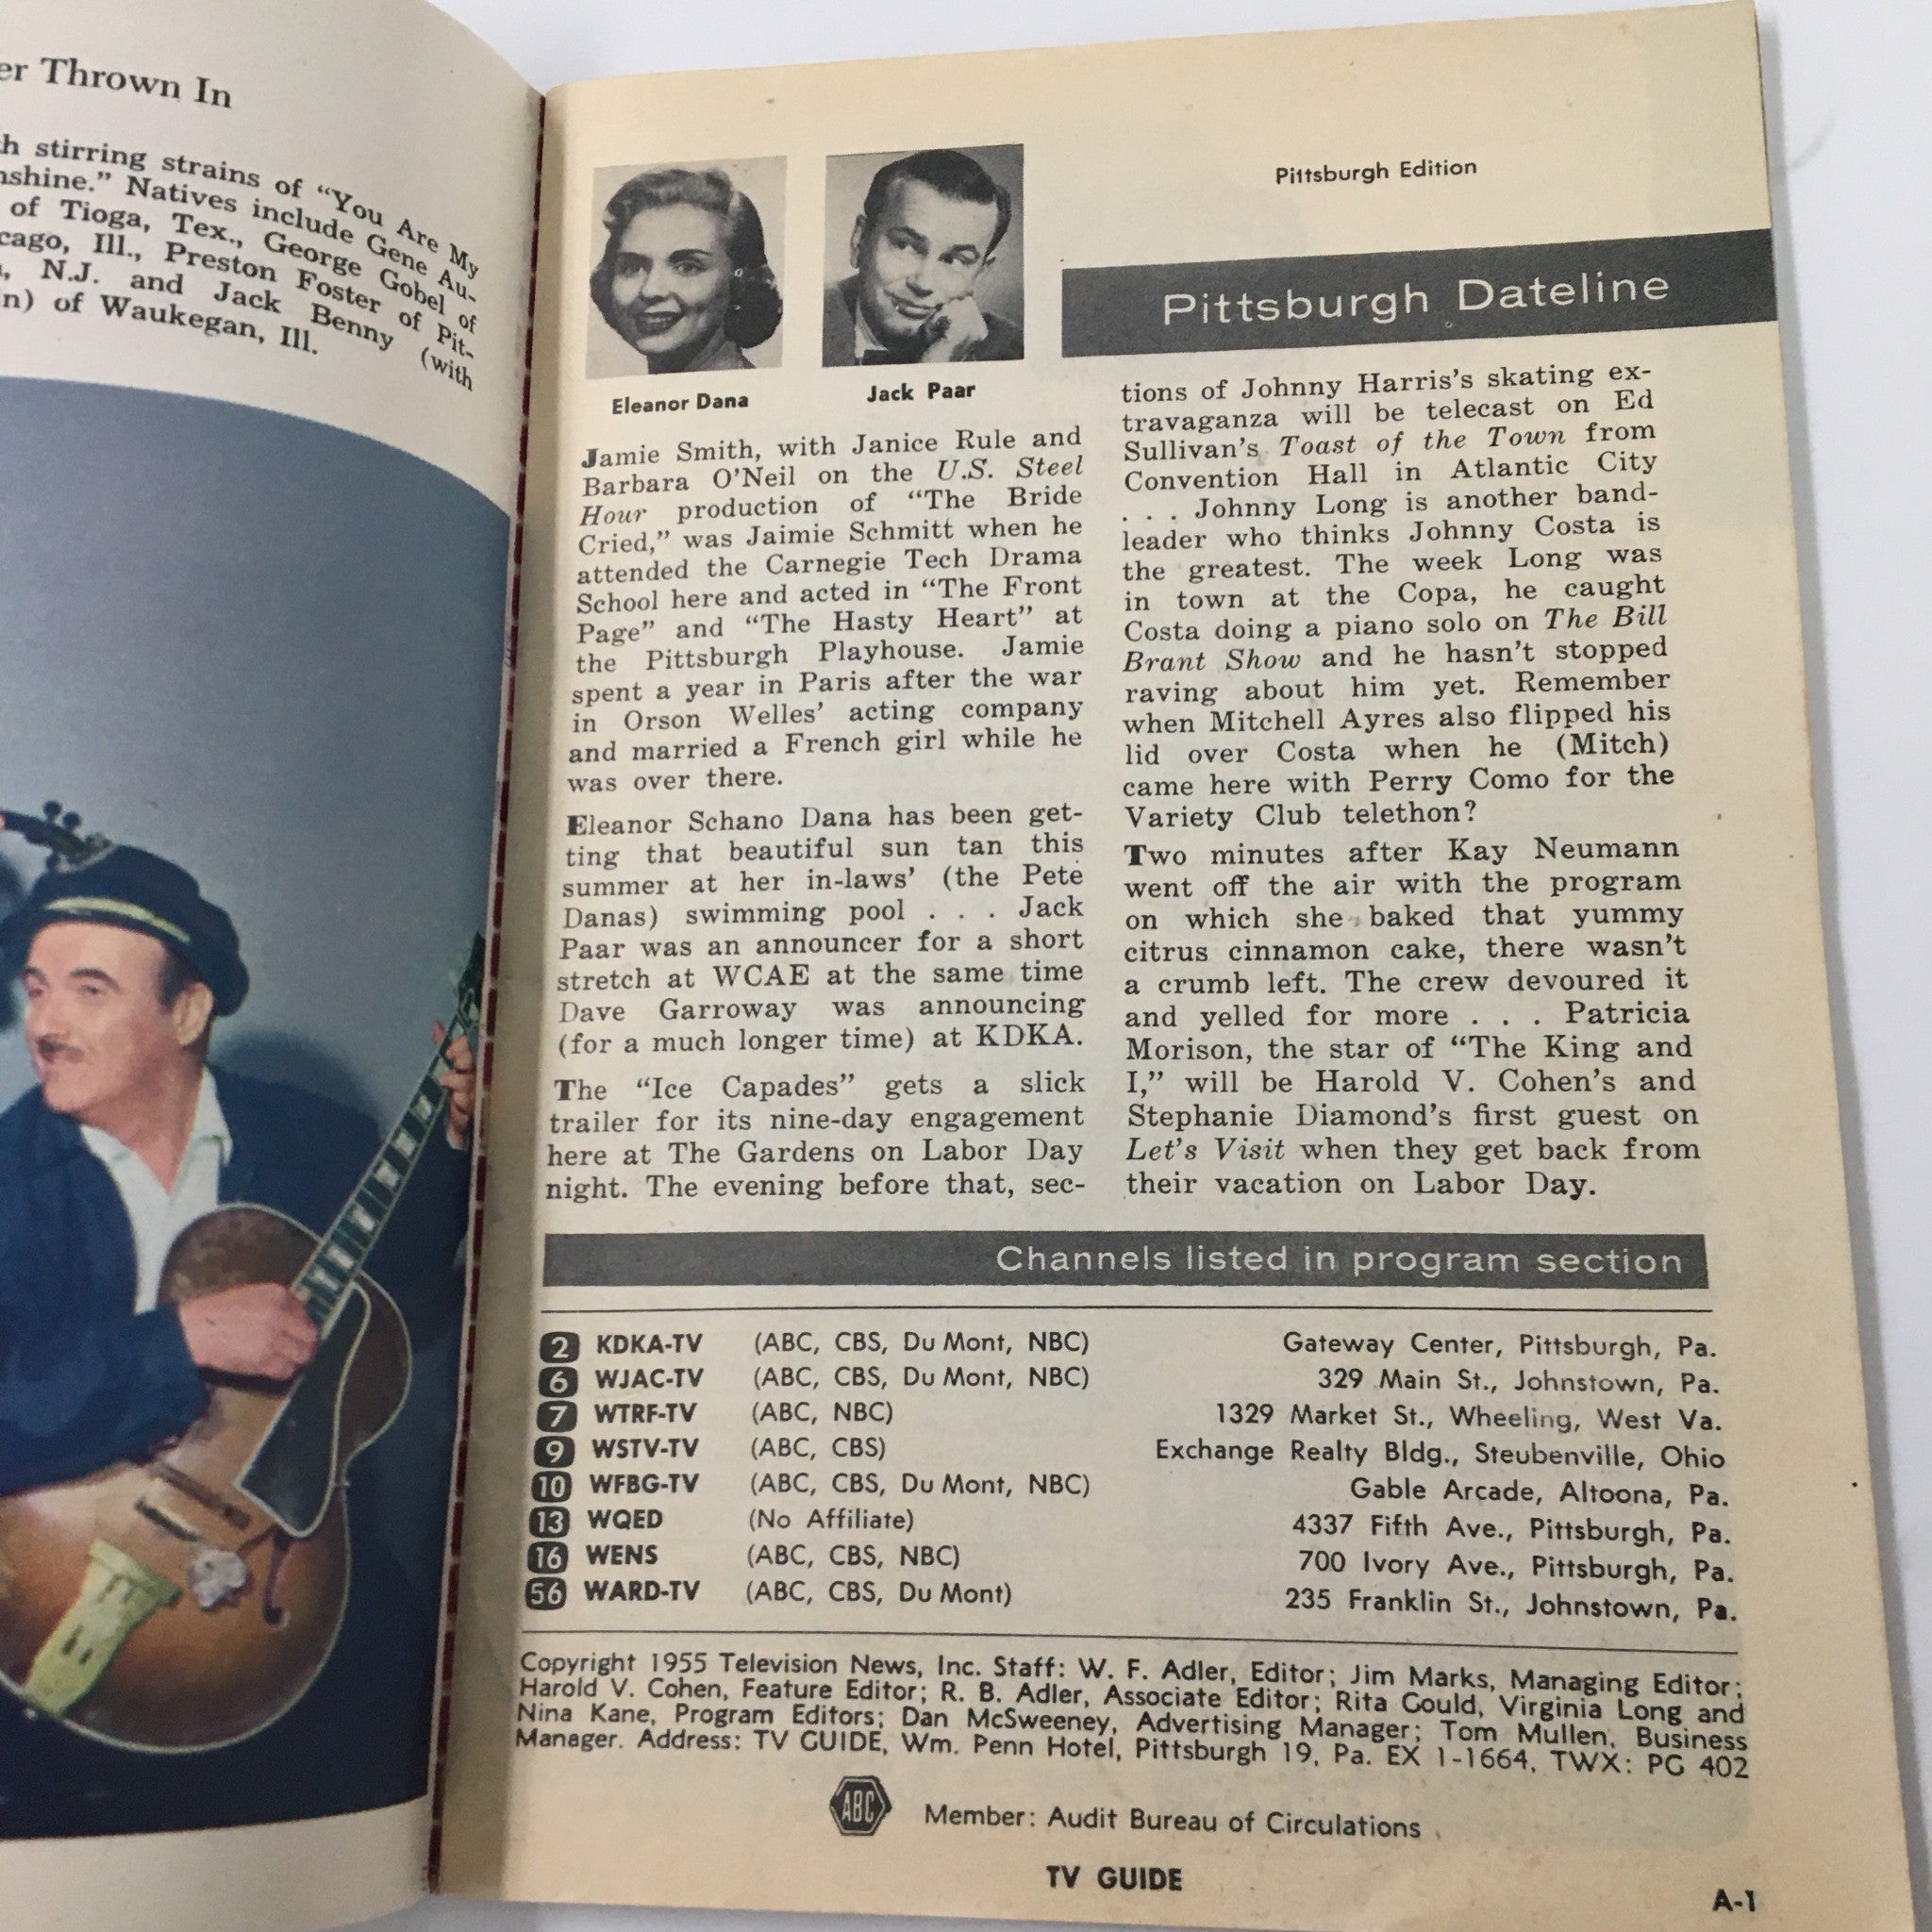 er Thrown In
h stirring strains of "You Are My
nshine." Natives include Gene Au-
of Tioga, Tex., George Gobel of
cago, Ill., Preston Foster of Pit-
, N.J. and Jack Benny (with
n) of Waukegan, Ill.
Pittsburgh Edition
Pittsburgh Dateline
Eleanor Dana
Jack Paar
Jamie Smith, with Janice Rule and
Barbara O'Neil on the U.S. Steel
Hour production of "The Bride
Cried," was Jaimie Schmitt when he
attended the Carnegie Tech Drama
School here and acted in "The Front
Page" and "The Hasty Heart" at
the Pittsburgh Playhouse. Jamie
spent a year in Paris after the war
in Orson Welles' acting company
and married a French girl while he
was over there.
Eleanor Schano Dana has been get-
ting that beautiful sun tan this
summer at her in-laws' (the Pete
Danas) swimming pool . . . Jack
Paar was an announcer for a short
stretch at WCAE at the same time
Dave Garroway was announcing
(for a much longer time) at KDKA.
The "Ice Capades" gets a slick
trailer for its nine-day engagement
here at The Gardens on Labor Day
night. The evening before that, sec-
tions of Johnny Harris's skating ex-
travaganza will be telecast on Ed
Sullivan's Toast of the Town from
Convention Hall in Atlantic City
. . . Johnny Long is another band-
leader who thinks Johnny Costa is
the greatest. The week Long was
in town at the Copa, he caught
Costa doing a piano solo on The Bill
Brant Show and he hasn't stopped
raving about him yet. Remember
when Mitchell Ayres also flipped his
lid over Costa when he (Mitch)
came here with Perry Como for the
Variety Club telethon?
Two minutes after Kay Neumann
went off the air with the program
on which she baked that yummy
citrus cinnamon cake, there wasn't
a crumb left. The crew devoured it
and yelled for more . . . Patricia
Morison, the star of "The King and
I," will be Harold V. Cohen's and
Stephanie Diamond's first guest on
Let's Visit when they get back from
their vacation on Labor Day.
Channels listed in program section
2 KDKA-TV (ABC, CBS, Du Mont, NBC) Gateway Center, Pittsburgh, Pa.
6 WJAC-TV (ABC, CBS, Du Mont, NBC) 329 Main St., Johnstown, Pa.
7 WTRF-TV (ABC, NBC) 1329 Market St., Wheeling, West Va.
9 WSTV-TV (ABC, CBS) Exchange Realty Bldg., Steubenville, Ohio
10 WFBG-TV (ABC, CBS, Du Mont, NBC) Gable Arcade, Altoona, Pa.
13 WQED (No Affiliate) 4337 Fifth Ave., Pittsburgh, Pa.
16 WENS (ABC, CBS, NBC) 700 Ivory Ave., Pittsburgh, Pa.
56 WARD-TV (ABC, CBS, Du Mont) 235 Franklin St., Johnstown, Pa.
Copyright 1955 Television News, Inc. Staff: W. F. Adler, Editor; Jim Marks, Managing Editor;
Harold V. Cohen, Feature Editor; R. B. Adler, Associate Editor; Rita Gould, Virginia Long and
Nina Kane, Program Editors; Dan McSweeney, Advertising Manager; Tom Mullen, Business
Manager. Address: TV GUIDE, Wm. Penn Hotel, Pittsburgh 19, Pa. EX 1-1664, TWX: PG 402
ABC Member: Audit Bureau of Circulations
TV GUIDE
A-1